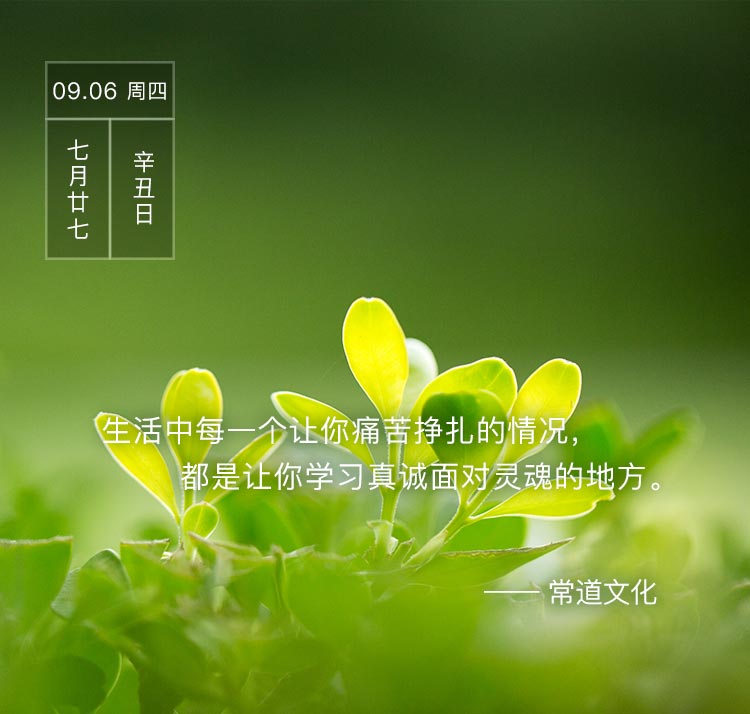 09.06 周四
七月廿七
辛丑日
生活中每一个让你痛苦挣扎的情况，
都是让你学习真诚面对灵魂的地方。
—— 常道文化